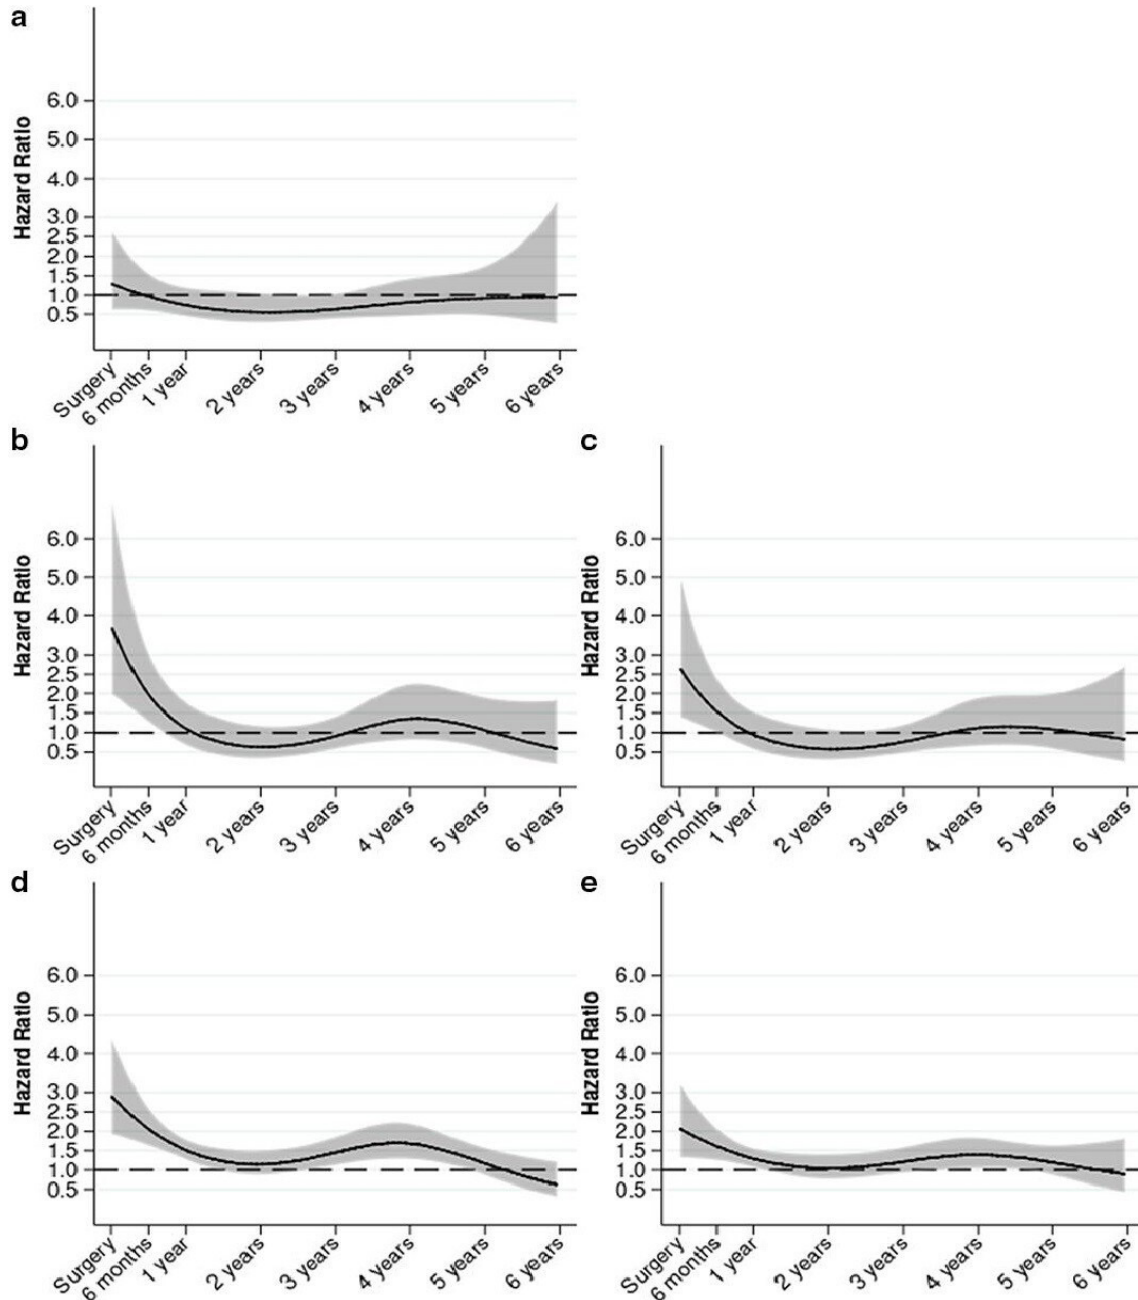 a
Hazard Ratio
6.0
5.0
4.0
3.0
2.5
2.0
1.5
1.0
0.5
Surgery
6 months
1 year
2 years
3 years
4 years
5 years
6 years
b
Hazard Ratio
6.0
5.0
4.0
3.0
2.5
2.0
1.5
1.0
0.5
Surgery
6 months
1 year
2 years
3 years
4 years
5 years
6 years
c
Hazard Ratio
6.0
5.0
4.0
3.0
2.5
2.0
1.5
1.0
0.5
Surgery
6 months
1 year
2 years
3 years
4 years
5 years
6 years
d
Hazard Ratio
6.0
5.0
4.0
3.0
2.5
2.0
1.5
1.0
0.5
Surgery
6 months
1 year
2 years
3 years
4 years
5 years
6 years
e
Hazard Ratio
6.0
5.0
4.0
3.0
2.5
2.0
1.5
1.0
0.5
Surgery
6 months
1 year
2 years
3 years
4 years
5 years
6 years